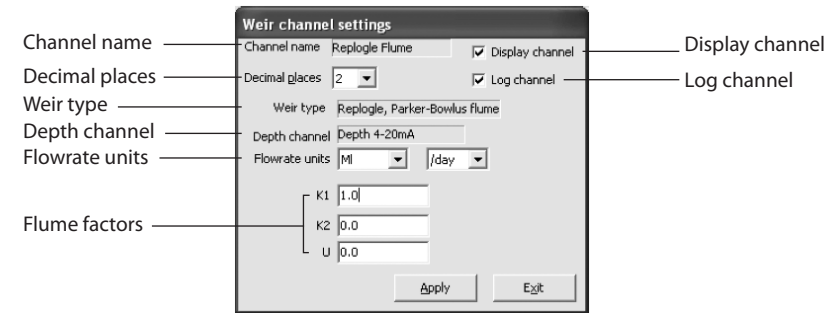 Weir channel settings
Channel name Channel name Replogle Flume Display channel Display channel
Decimal places Decimal places 2 Log channel Log channel
Weir type Weir type Replogle, Parker-Bowlus flume
Depth channel Depth channel Depth 4-20mA
Flowrate units Flowrate units Ml /day
K1 1.0
Flume factors K2 0.0
U 0.0
Apply Exit